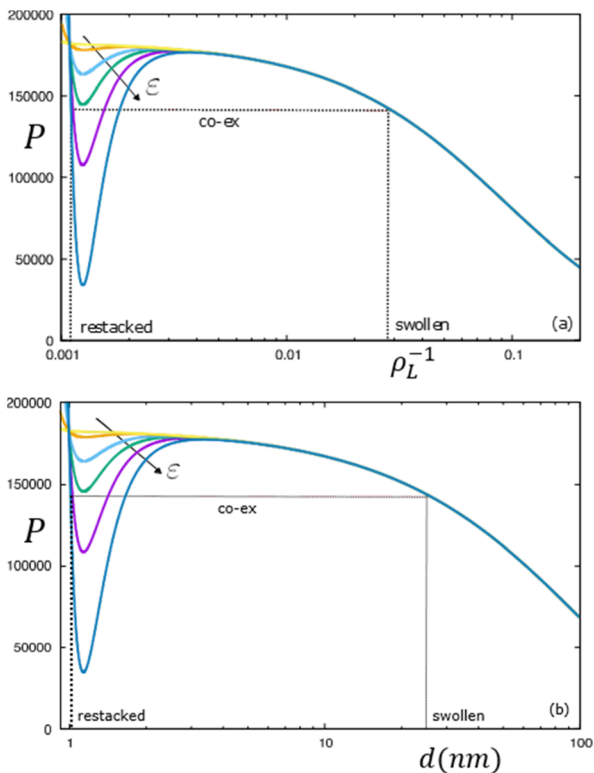 200000
150000
P
100000
50000
0
ε
co-ex
restacked
swollen
(a)
0.001
0.01
0.1
ρ_L^{-1}
200000
150000
P
100000
50000
0
ε
co-ex
restacked
swollen
(b)
1
10
100
d(nm)